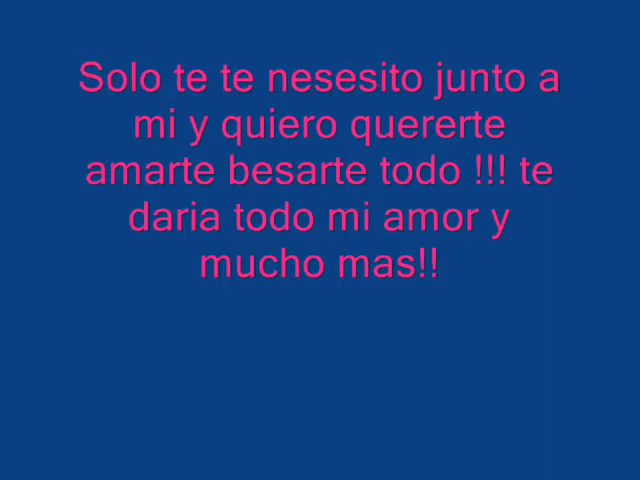 Solo te te nesesito junto a
mi y quiero quererte
amarte besarte todo !!! te
daria todo mi amor y
mucho mas!!